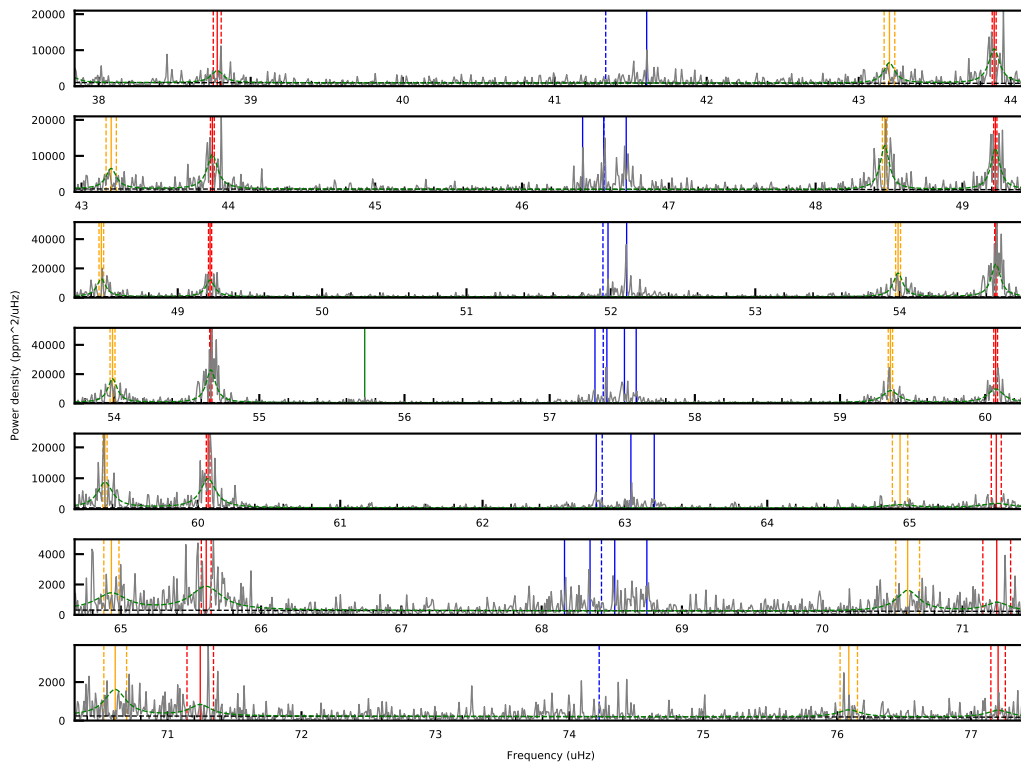 20000
10000
0
38 39 40 41 42 43 44
20000
10000
0
43 44 45 46 47 48 49
40000
20000
0
49 50 51 52 53 54
Power density (ppm^2/uHz)
40000
20000
0
54 55 56 57 58 59 60
20000
10000
0
60 61 62 63 64 65
4000
2000
0
65 66 67 68 69 70 71
2000
0
71 72 73 74 75 76 77
Frequency (uHz)